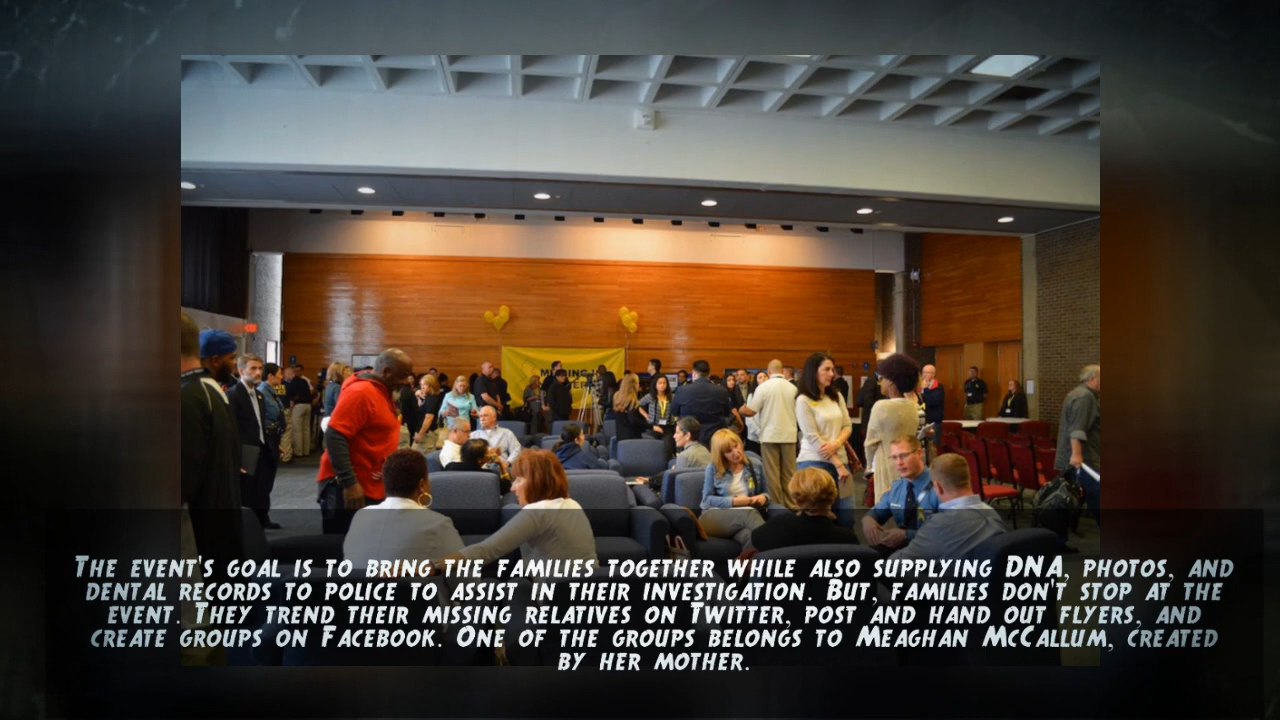 MISSING IN
The event's goal is to bring the families together while also supplying DNA, photos, and
dental records to police to assist in their investigation. But, families don't stop at the
event. They trend their missing relatives on Twitter, post and hand out flyers, and
create groups on Facebook. One of the groups belongs to Meaghan McCallum, created
by her mother.